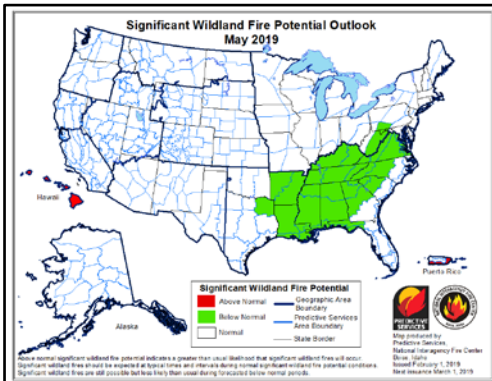 Significant Wildland Fire Potential Outlook
May 2019
Hawaii
Alaska
Puerto Rico
Significant Wildland Fire Potential
Above Normal
Below Normal
Normal
Geographic Area
Boundary
Predictive Services
Area Boundary
State Border
PREDICTIVE
SERVICES
Map produced by
Predictive Services,
National Interagency Fire Center
Boise, Idaho
Issued February 1, 2019
Next issuance March 1, 2019
Above normal significant wildland fire potential indicates a greater than usual likelihood that significant wildland fires will occur.
Significant wildland fires should be expected at typical times and intervals during normal significant wildland fire potential conditions.
Significant wildland fires are still possible but less likely than usual during forecasted below normal periods.